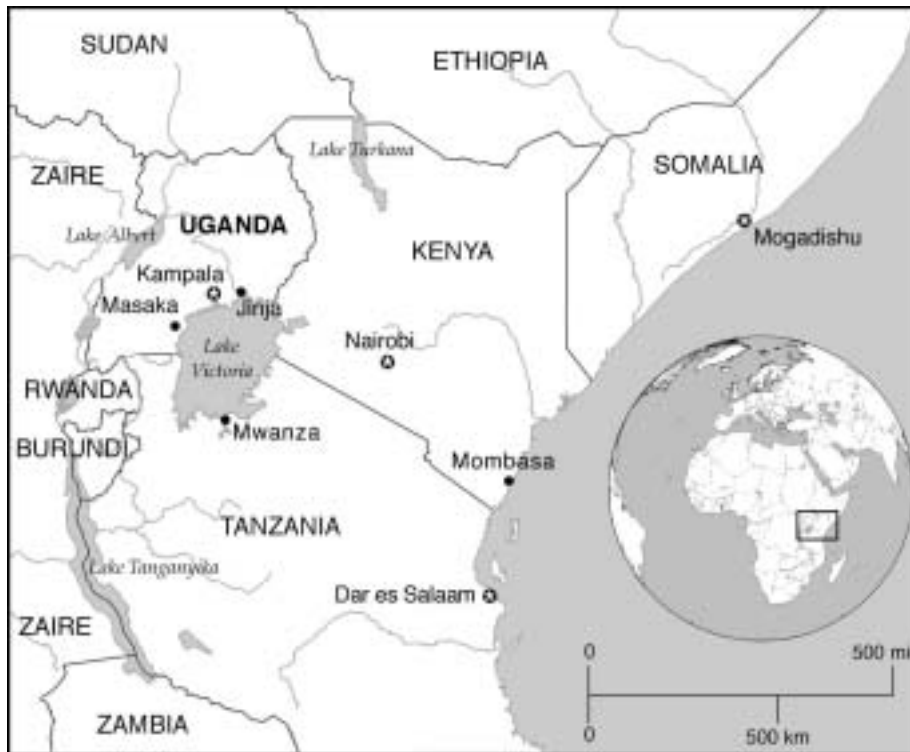 SUDAN
ETHIOPIA
Lake Turkana
ZAIRE
SOMALIA
UGANDA
Lake Albert
KENYA
Mogadishu
Kampala
Masaka
Jinja
Lake
Victoria
Nairobi
RWANDA
Mwanza
BURUNDI
Mombasa
TANZANIA
Lake Tanganyika
Dar es Salaam
ZAIRE
0
500 mi
ZAMBIA
0
500 km